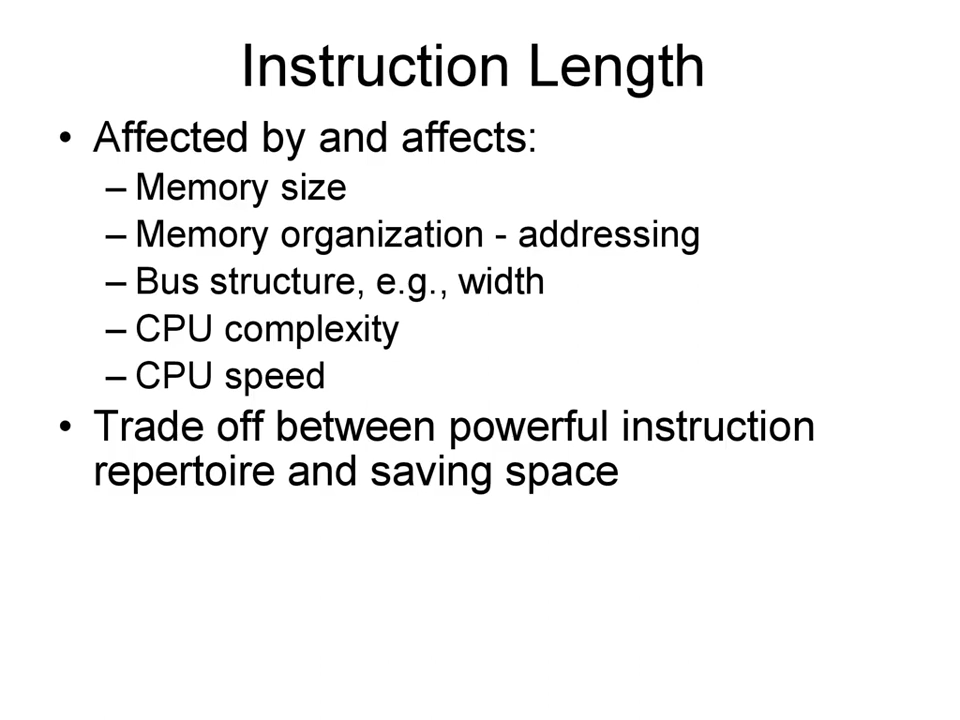 Instruction Length
• Affected by and affects:
– Memory size
– Memory organization - addressing
– Bus structure, e.g., width
– CPU complexity
– CPU speed
• Trade off between powerful instruction
repertoire and saving space